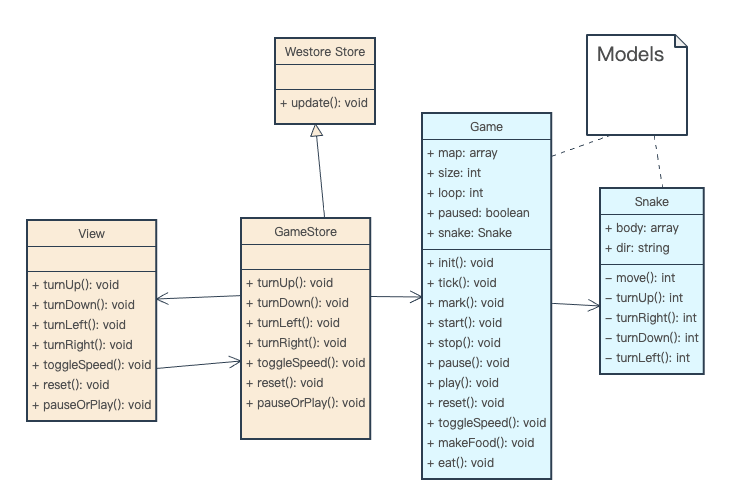 Westore Store
+ update(): void
Models
Game
+ map: array
+ size: int
+ loop: int
+ paused: boolean
+ snake: Snake
+ init(): void
+ tick(): void
+ mark(): void
+ start(): void
+ stop(): void
+ pause(): void
+ play(): void
+ reset(): void
+ toggleSpeed(): void
+ makeFood(): void
+ eat(): void
Snake
+ body: array
+ dir: string
− move(): int
− turnUp(): int
− turnRight(): int
− turnDown(): int
− turnLeft(): int
View
+ turnUp(): void
+ turnDown(): void
+ turnLeft(): void
+ turnRight(): void
+ toggleSpeed(): void
+ reset(): void
+ pauseOrPlay(): void
GameStore
+ turnUp(): void
+ turnDown(): void
+ turnLeft(): void
+ turnRight(): void
+ toggleSpeed(): void
+ reset(): void
+ pauseOrPlay(): void